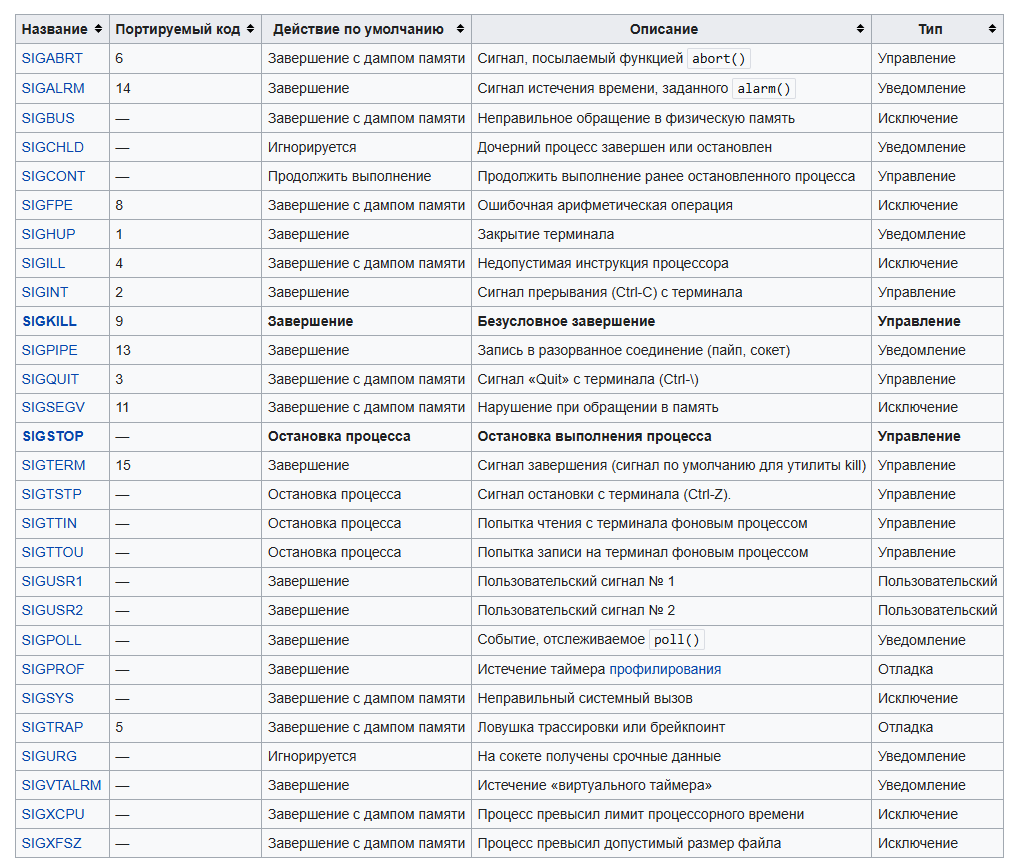 Название Портируемый код Действие по умолчанию Описание Тип
SIGABRT 6 Завершение с дампом памяти Сигнал, посылаемый функцией abort() Управление
SIGALRM 14 Завершение Сигнал истечения времени, заданного alarm() Уведомление
SIGBUS — Завершение с дампом памяти Неправильное обращение в физическую память Исключение
SIGCHLD — Игнорируется Дочерний процесс завершен или остановлен Уведомление
SIGCONT — Продолжить выполнение Продолжить выполнение ранее остановленного процесса Управление
SIGFPE 8 Завершение с дампом памяти Ошибочная арифметическая операция Исключение
SIGHUP 1 Завершение Закрытие терминала Уведомление
SIGILL 4 Завершение с дампом памяти Недопустимая инструкция процессора Исключение
SIGINT 2 Завершение Сигнал прерывания (Ctrl-C) с терминала Управление
SIGKILL 9 Завершение Безусловное завершение Управление
SIGPIPE 13 Завершение Запись в разорванное соединение (пайп, сокет) Уведомление
SIGQUIT 3 Завершение с дампом памяти Сигнал «Quit» с терминала (Ctrl-\) Управление
SIGSEGV 11 Завершение с дампом памяти Нарушение при обращении в память Исключение
SIGSTOP — Остановка процесса Остановка выполнения процесса Управление
SIGTERM 15 Завершение Сигнал завершения (сигнал по умолчанию для утилиты kill) Управление
SIGTSTP — Остановка процесса Сигнал остановки с терминала (Ctrl-Z). Управление
SIGTTIN — Остановка процесса Попытка чтения с терминала фоновым процессом Управление
SIGTTOU — Остановка процесса Попытка записи на терминал фоновым процессом Управление
SIGUSR1 — Завершение Пользовательский сигнал № 1 Пользовательский
SIGUSR2 — Завершение Пользовательский сигнал № 2 Пользовательский
SIGPOLL — Завершение Событие, отслеживаемое poll() Уведомление
SIGPROF — Завершение Истечение таймера профилирования Отладка
SIGSYS — Завершение с дампом памяти Неправильный системный вызов Исключение
SIGTRAP 5 Завершение с дампом памяти Ловушка трассировки или брейкпоинт Отладка
SIGURG — Игнорируется На сокете получены срочные данные Уведомление
SIGVTALRM — Завершение Истечение «виртуального таймера» Уведомление
SIGXCPU — Завершение с дампом памяти Процесс превысил лимит процессорного времени Исключение
SIGXFSZ — Завершение с дампом памяти Процесс превысил допустимый размер файла Исключение